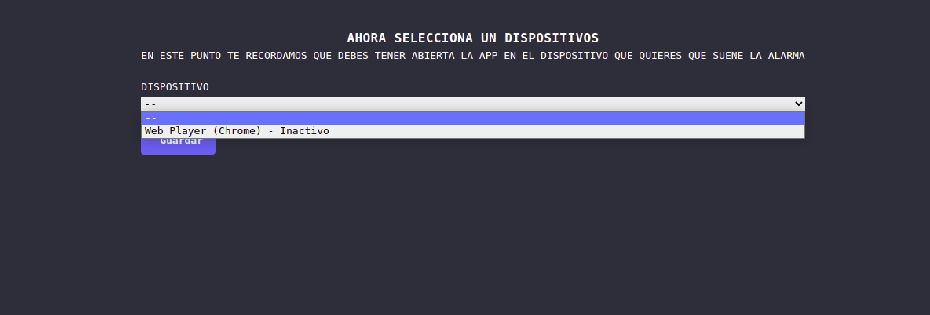 AHORA SELECCIONA UN DISPOSITIVOS
EN ESTE PUNTO TE RECORDAMOS QUE DEBES TENER ABIERTA LA APP EN EL DISPOSITIVO QUE QUIERES QUE SUENE LA ALARMA
DISPOSITIVO
--
--
Web Player (Chrome) - Inactivo
Guardar